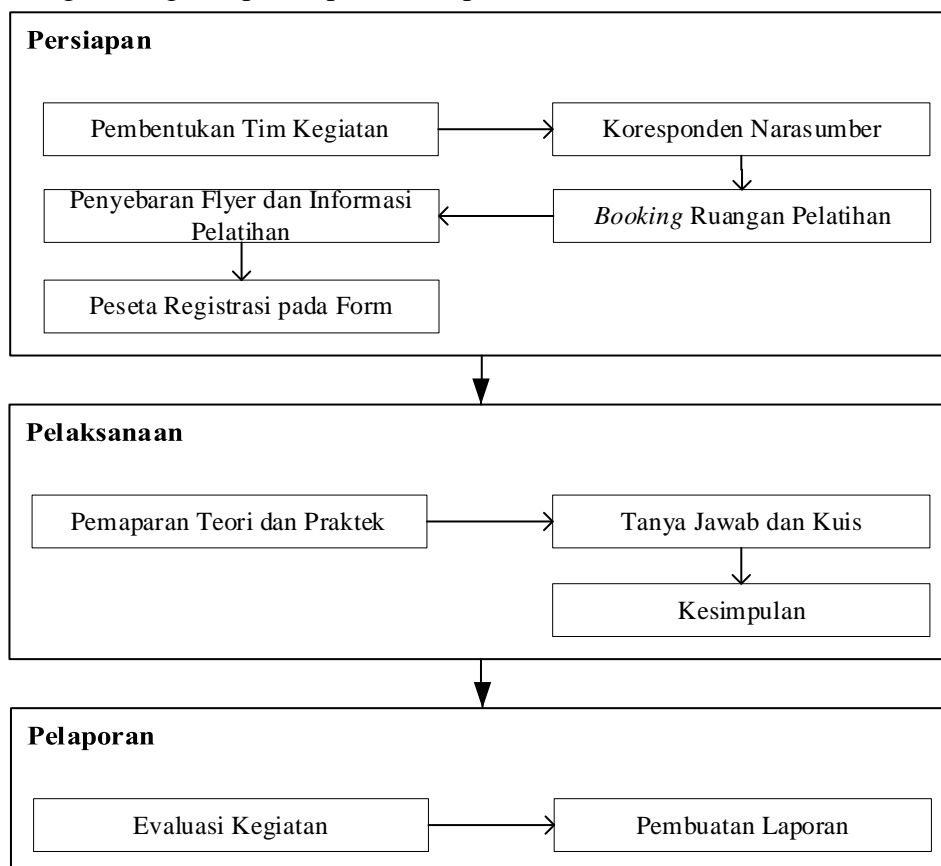 Persiapan
Pembentukan Tim Kegiatan
Koresponden Narasumber
Penyebaran Flyer dan Informasi
Pelatihan
Booking Ruangan Pelatihan
Peseta Registrasi pada Form
Pelaksanaan
Pemaparan Teori dan Praktek
Tanya Jawab dan Kuis
Kesimpulan
Pelaporan
Evaluasi Kegiatan
Pembuatan Laporan